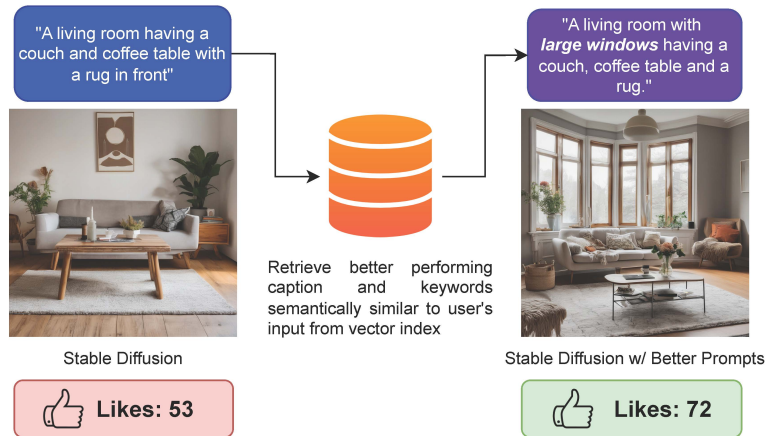 "A living room having a
couch and coffee table with
a rug in front"
"A living room with
large windows having a
couch, coffee table and a
rug."
Retrieve better performing
caption and keywords
semantically similar to user's
input from vector index
Stable Diffusion
Stable Diffusion w/ Better Prompts
Likes: 53
Likes: 72